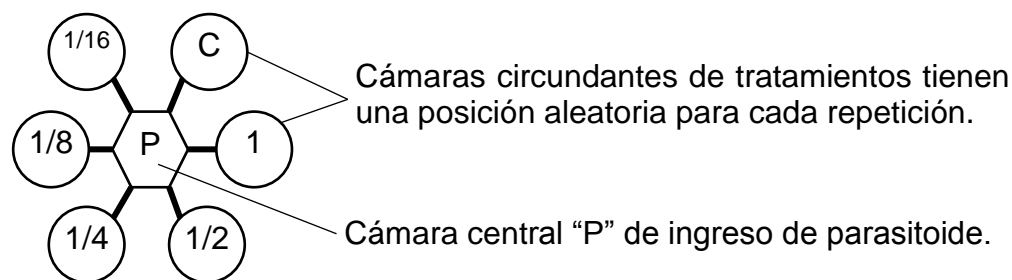 1/16
C
Cámaras circundantes de tratamientos tienen
una posición aleatoria para cada repetición.
1/8
P
1
1/4
1/2
Cámara central “P” de ingreso de parasitoide.